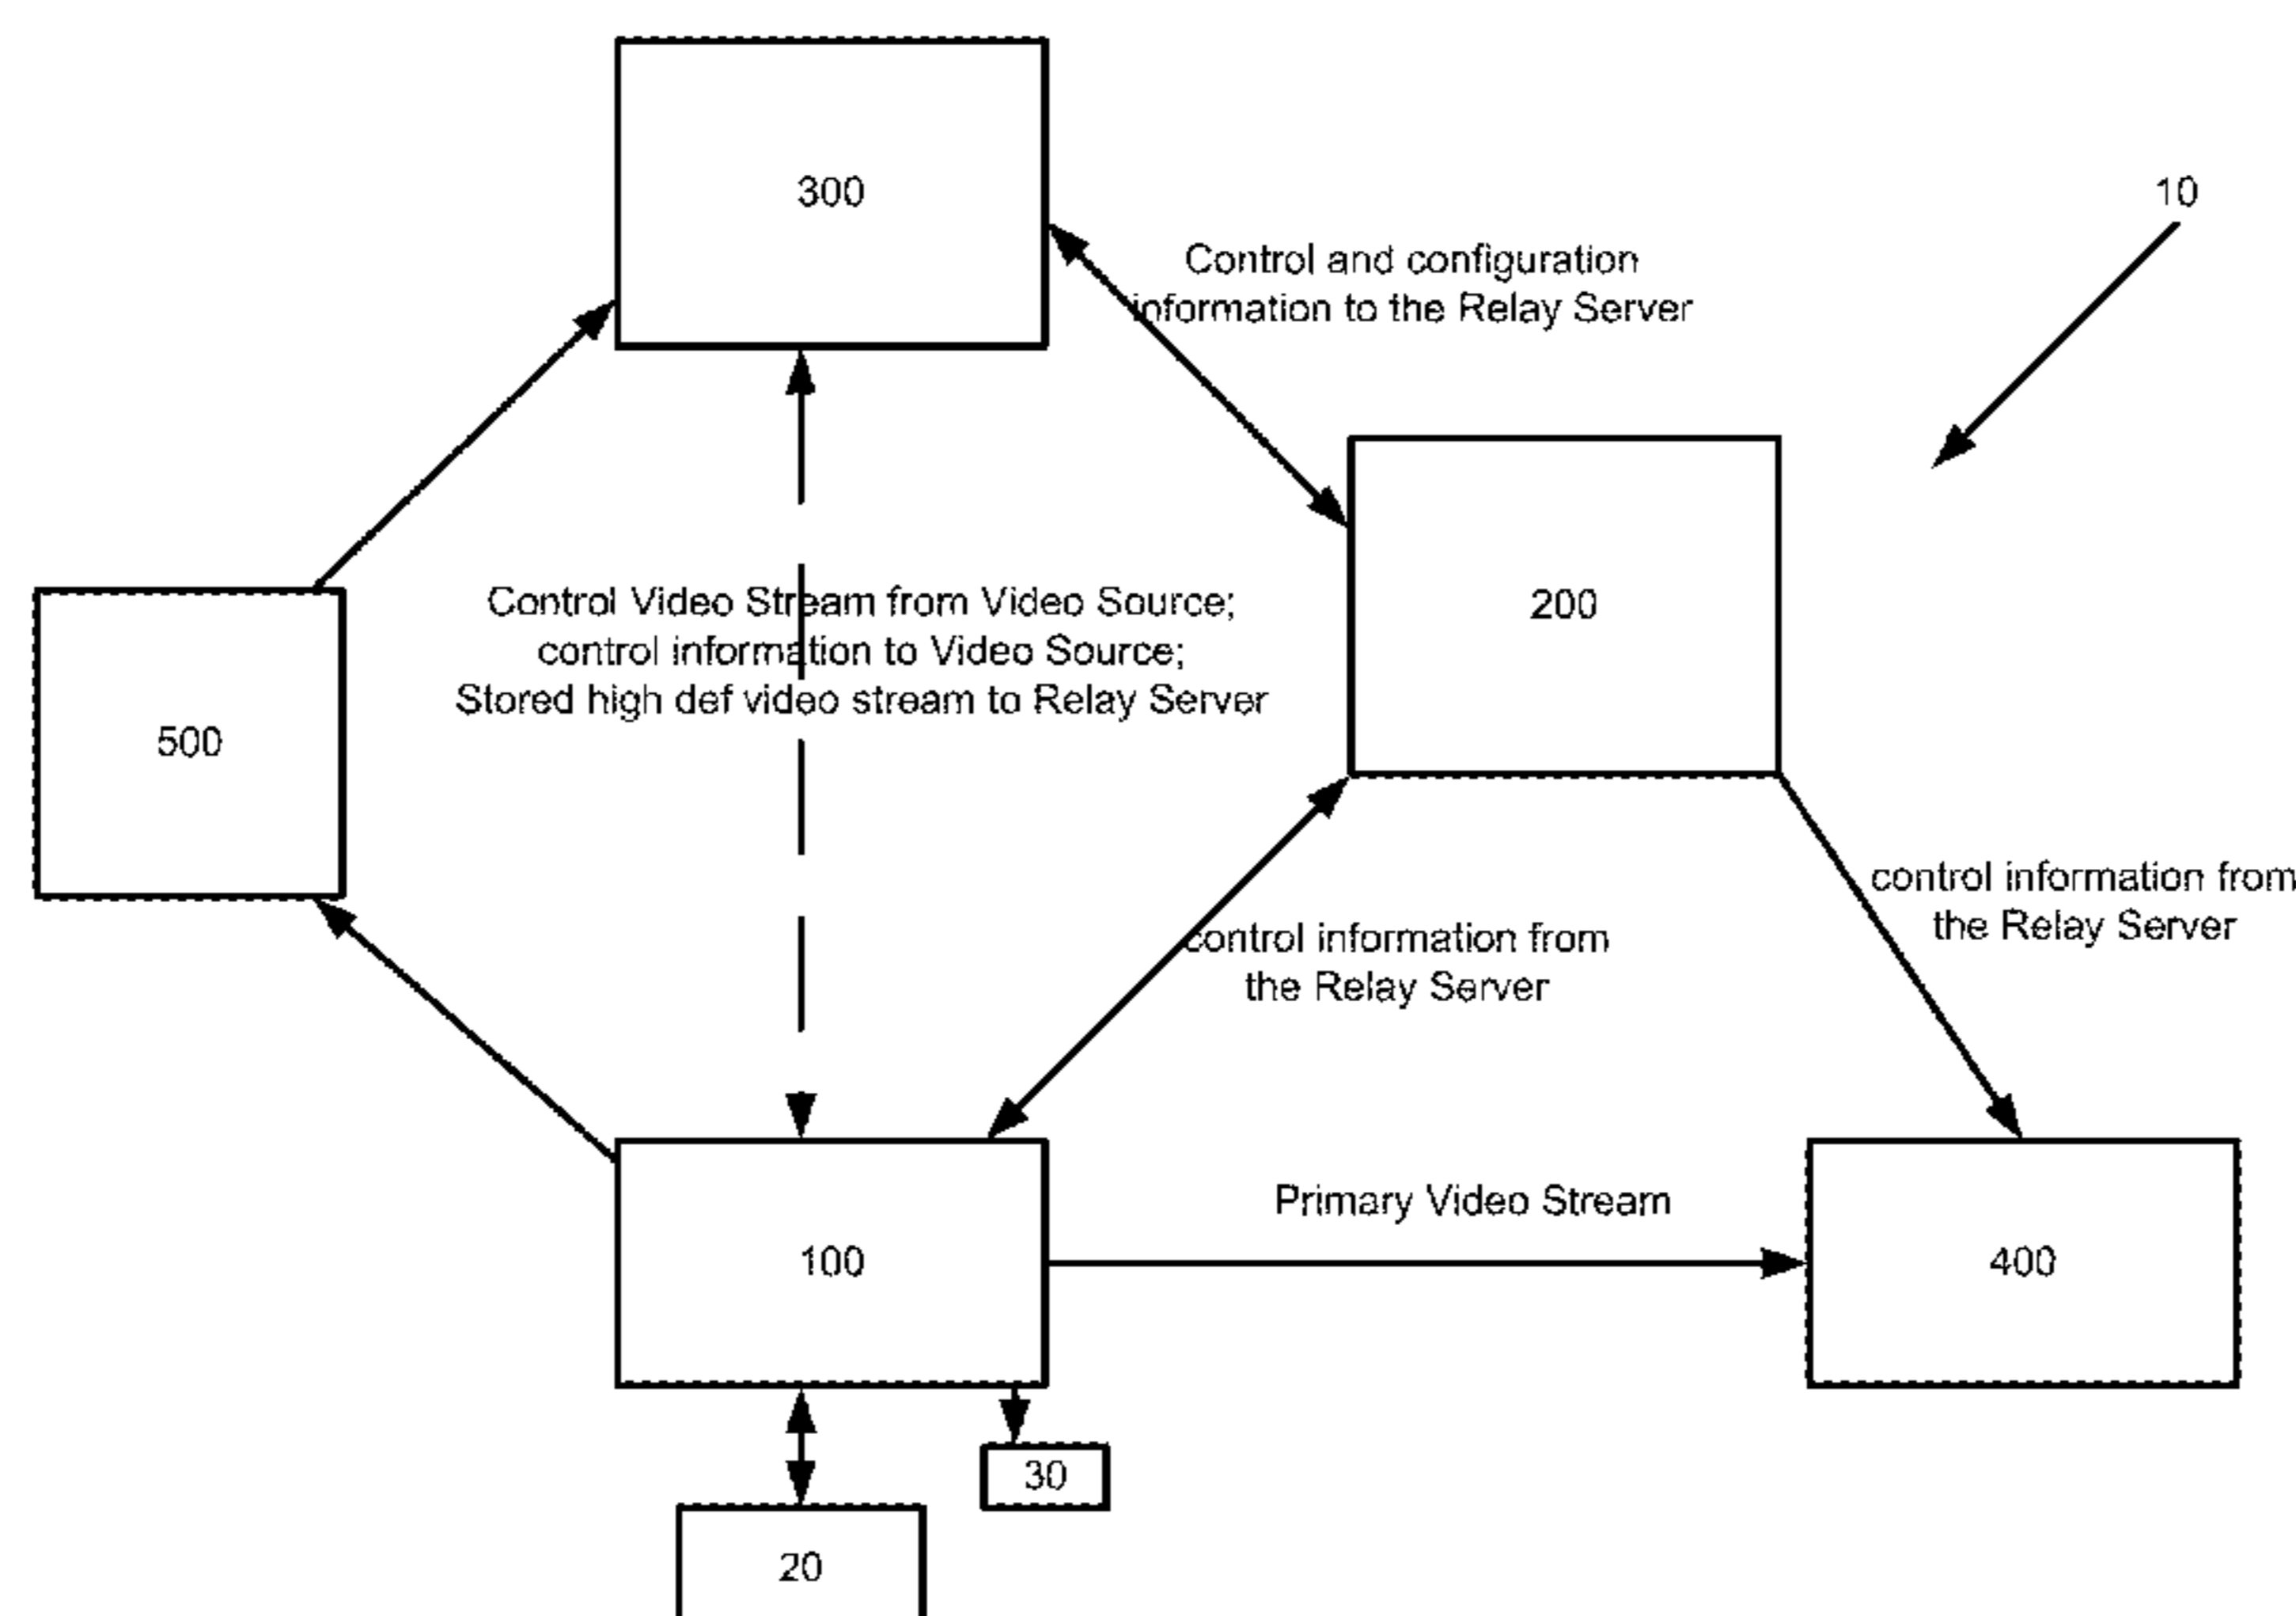 300
10
Control and configuration
information to the Relay Server
Control Video Stream from Video Source;
control information to Video Source;
Stored high def video stream to Relay Server
200
500
control information from
the Relay Server
control information from
the Relay Server
Primary Video Stream
100
400
30
20